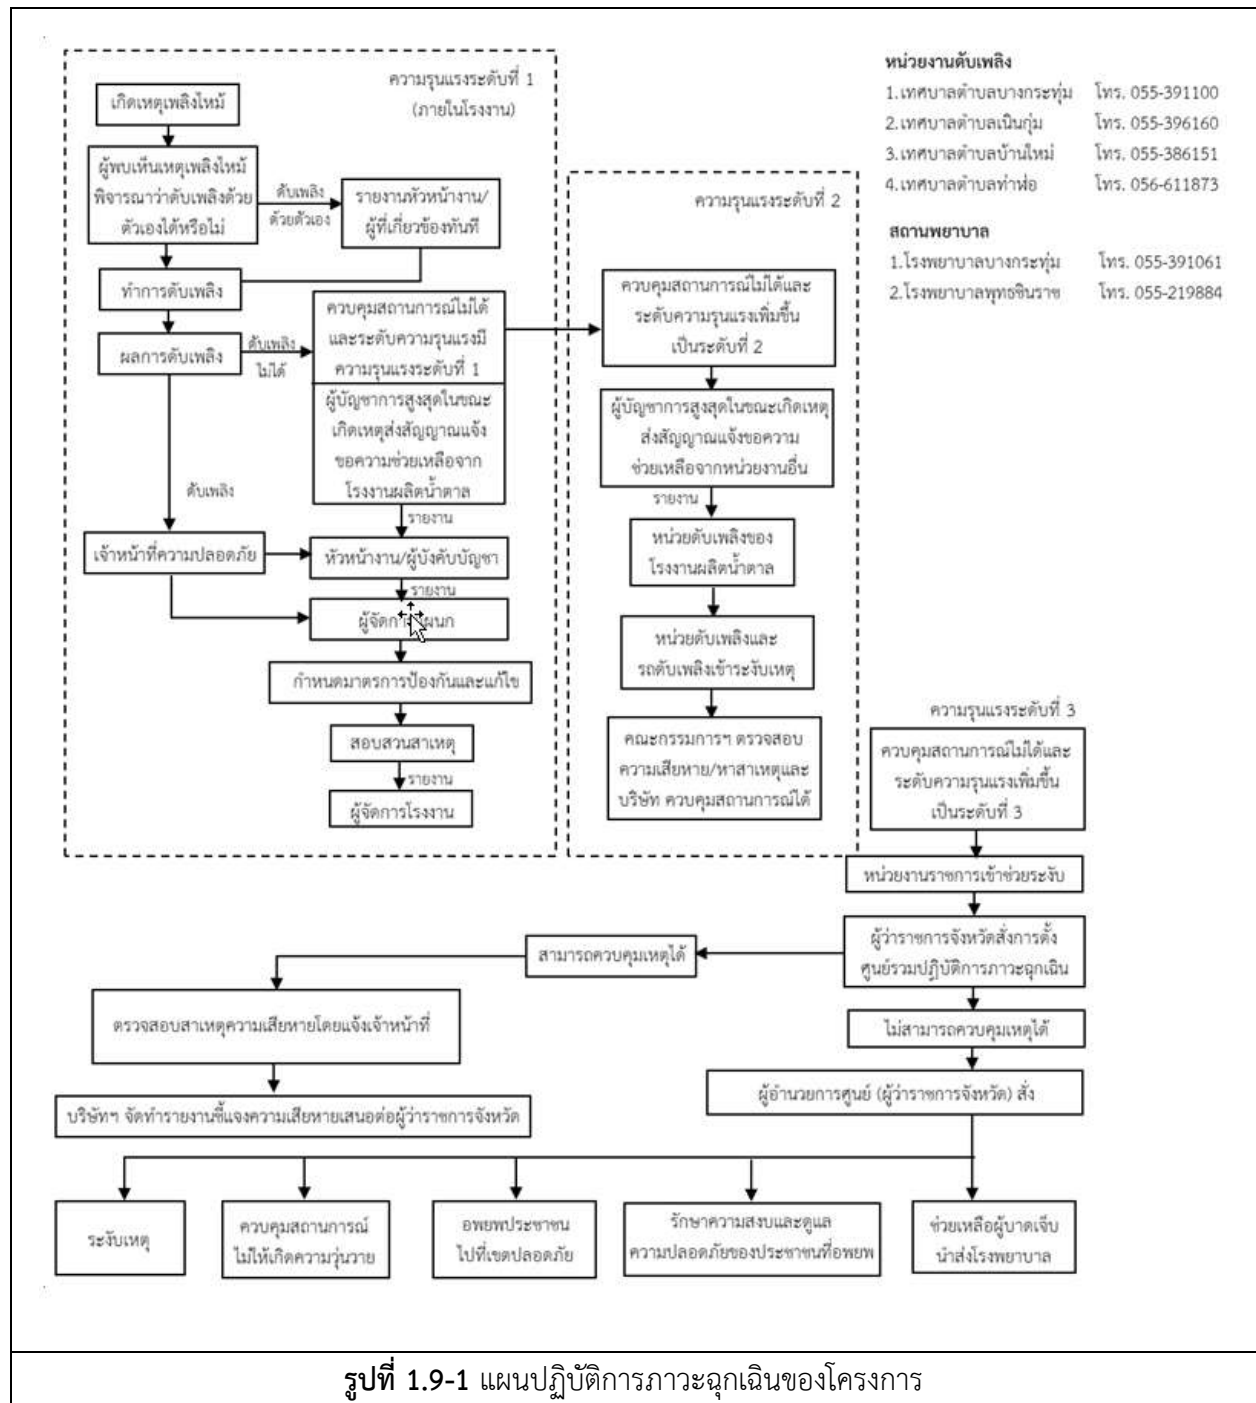 ความรุนแรงระดับที่ 1
(ภายในโรงงาน)
เกิดเหตุเพลิงไหม้
ผู้พบเห็นเหตุเพลิงไหม้
พิจารณาว่าดับเพลิงด้วย
ตัวเองได้หรือไม่
ดับเพลิง
ด้วยตัวเอง
รายงานหัวหน้างาน/
ผู้ที่เกี่ยวข้องทันที
ทำการดับเพลิง
ผลการดับเพลิง
ดับเพลิง
ไม่ได้
ควบคุมสถานการณ์ไม่ได้
และระดับความรุนแรงมี
ความรุนแรงระดับที่ 1
ผู้บัญชาการสูงสุดในขณะ
เกิดเหตุส่งสัญญาณแจ้ง
ขอความช่วยเหลือจาก
โรงงานผลิตน้ำตาล
ดับเพลิง
รายงาน
เจ้าหน้าที่ความปลอดภัย
หัวหน้างาน/ผู้บังคับบัญชา
รายงาน
ผู้จัดการแผนก
กำหนดมาตรการป้องกันและแก้ไข
สอบสวนสาเหตุ
รายงาน
ผู้จัดการโรงงาน
ความรุนแรงระดับที่ 2
ควบคุมสถานการณ์ไม่ได้และ
ระดับความรุนแรงเพิ่มขึ้น
เป็นระดับที่ 2
ผู้บัญชาการสูงสุดในขณะเกิดเหตุ
ส่งสัญญาณแจ้งขอความ
ช่วยเหลือจากหน่วยงานอื่น
รายงาน
หน่วยดับเพลิงของ
โรงงานผลิตน้ำตาล
หน่วยดับเพลิงและ
รถดับเพลิงเข้าระงับเหตุ
คณะกรรมการฯ ตรวจสอบ
ความเสียหาย/หาสาเหตุและ
บริษัท ควบคุมสถานการณ์ได้
หน่วยงานดับเพลิง
1.เทศบาลตำบลบางกระทุ่ม โทร. 055-391100
2.เทศบาลตำบลเนินกุ่ม โทร. 055-396160
3.เทศบาลตำบลบ้านใหม่ โทร. 055-386151
4.เทศบาลตำบลท่าฬ่อ โทร. 056-611873
สถานพยาบาล
1.โรงพยาบาลบางกระทุ่ม โทร. 055-391061
2.โรงพยาบาลพุทธชินราช โทร. 055-219884
ความรุนแรงระดับที่ 3
ควบคุมสถานการณ์ไม่ได้และ
ระดับความรุนแรงเพิ่มขึ้น
เป็นระดับที่ 3
หน่วยงานราชการเข้าช่วยระงับ
ผู้ว่าราชการจังหวัดสั่งการตั้ง
ศูนย์รวมปฏิบัติการภาวะฉุกเฉิน
สามารถควบคุมเหตุได้
ตรวจสอบสาเหตุความเสียหายโดยแจ้งเจ้าหน้าที่
บริษัทฯ จัดทำรายงานชี้แจงความเสียหายเสนอต่อผู้ว่าราชการจังหวัด
ไม่สามารถควบคุมเหตุได้
ผู้อำนวยการศูนย์ (ผู้ว่าราชการจังหวัด) สั่ง
ระงับเหตุ
ควบคุมสถานการณ์
ไม่ให้เกิดความวุ่นวาย
อพยพประชาชน
ไปที่เขตปลอดภัย
รักษาความสงบและดูแล
ความปลอดภัยของประชาชนที่อพยพ
ช่วยเหลือผู้บาดเจ็บ
นำส่งโรงพยาบาล
รูปที่ 1.9-1 แผนปฏิบัติการภาวะฉุกเฉินของโครงการ